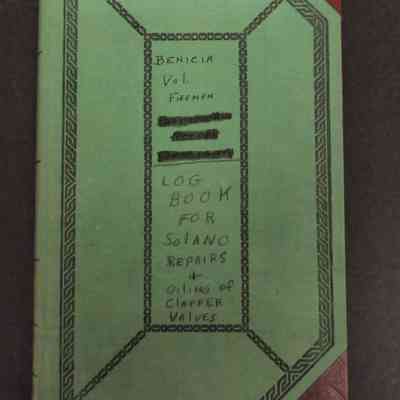 BENICIA
Vol.
FIREMEN
LOG
BOOK
FOR
SOLANO
REPAIRS
+
OILING of
CLAPPER
VALVES